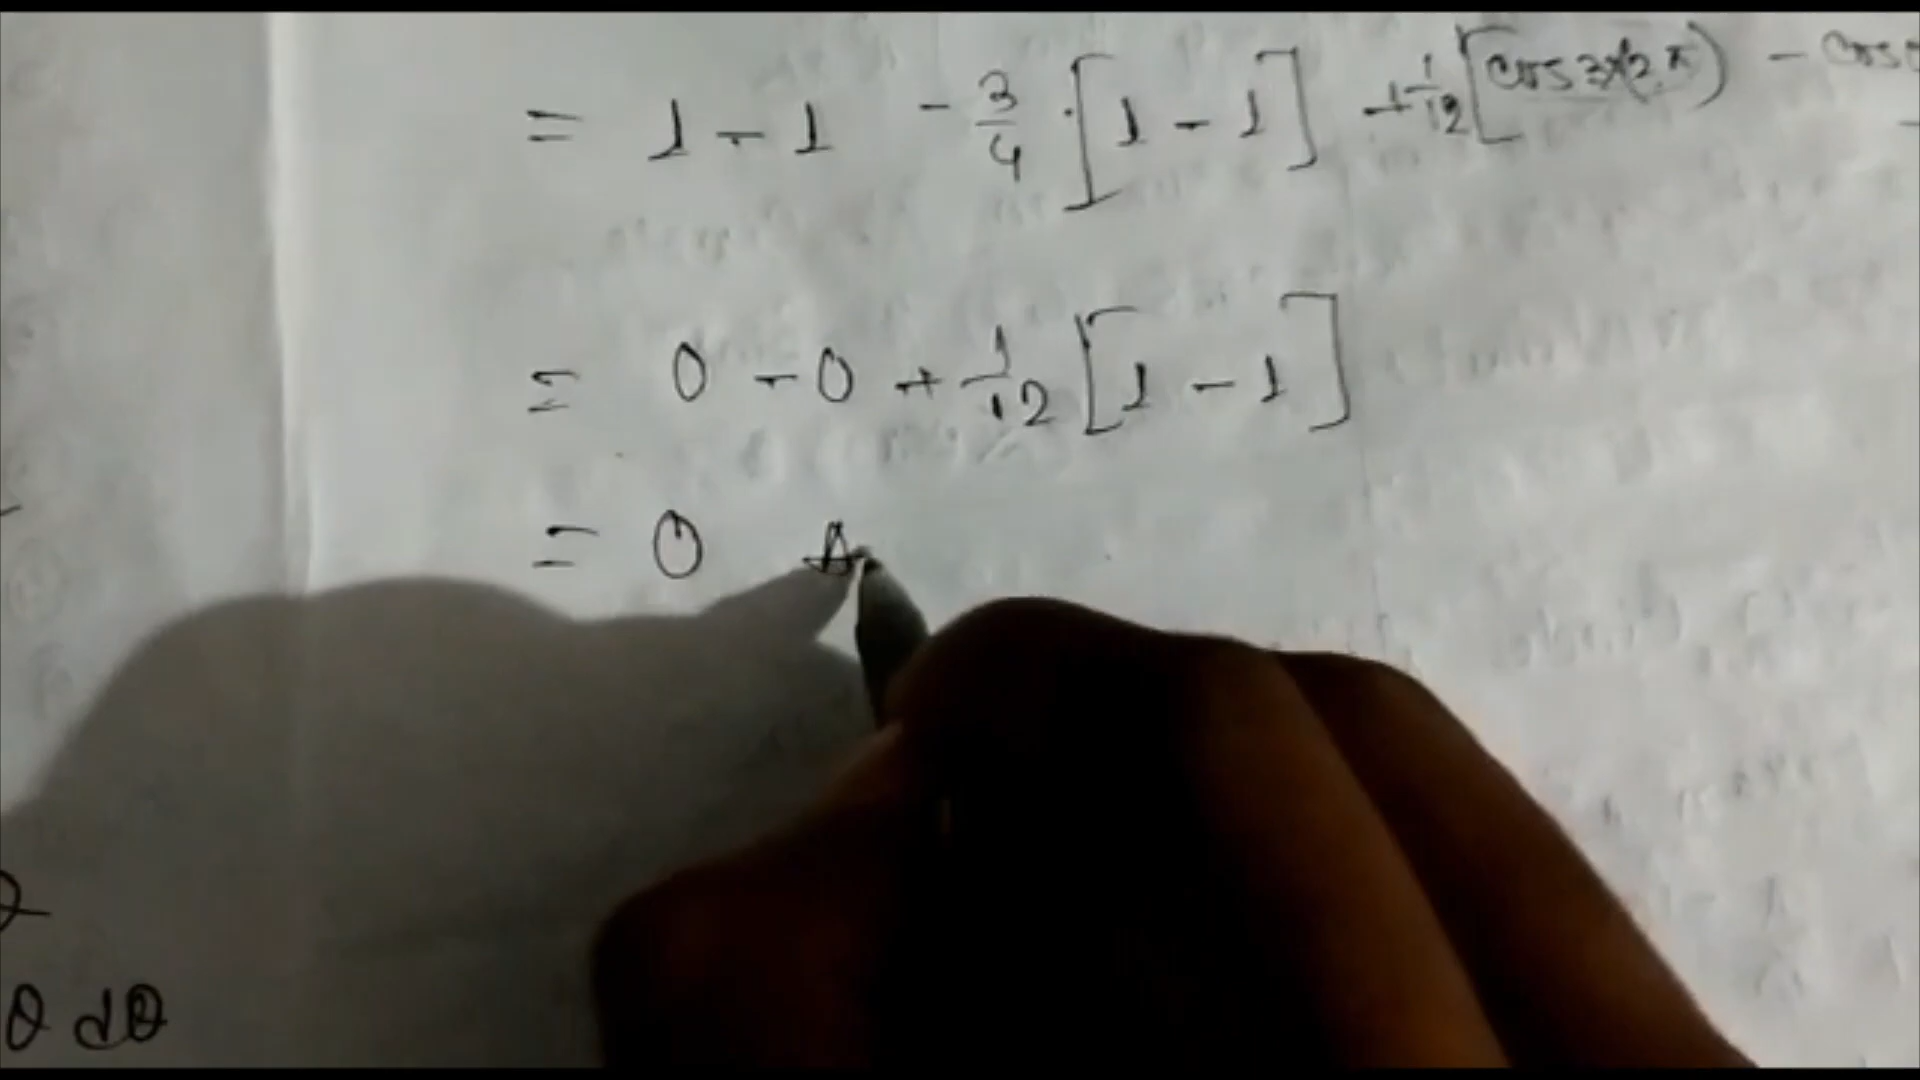 = 1 - 1 - 3/4 [1 - 1] + 1/12 [cos 3×(2π) - cos
= 0 - 0 + 1/12 [1 - 1]
= 0 A
θ dθ